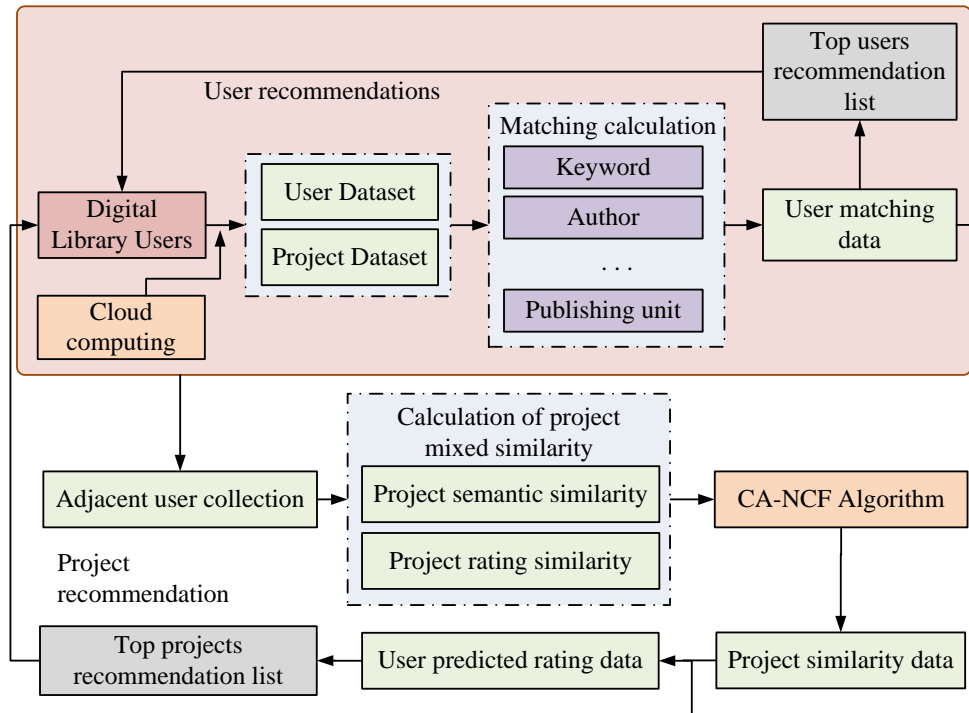 Top users
recommendation
list
User recommendations
Matching calculation
Keyword
Author
. . .
Publishing unit
User Dataset
Project Dataset
Digital
Library Users
User matching
data
Cloud
computing
Calculation of project
mixed similarity
Project semantic similarity
Project rating similarity
Adjacent user collection
CA-NCF Algorithm
Project
recommendation
Top projects
recommendation list
User predicted rating data
Project similarity data